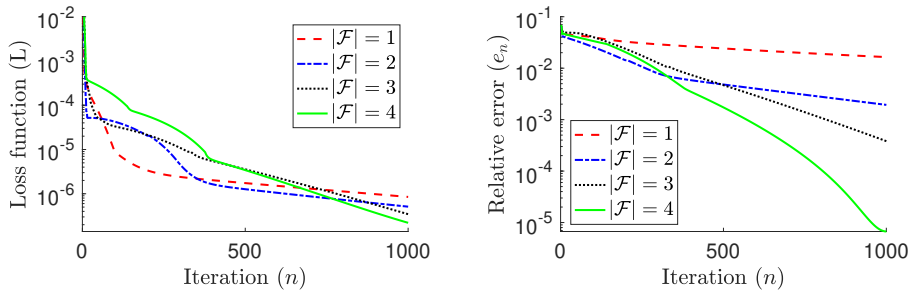 10^-2
10^-3
10^-4
10^-5
10^-6
Loss function (L)
0
500
1000
Iteration (n)
|F| = 1
|F| = 2
|F| = 3
|F| = 4
10^-1
10^-2
10^-3
10^-4
10^-5
Relative error (e_n)
0
500
1000
Iteration (n)
|F| = 1
|F| = 2
|F| = 3
|F| = 4